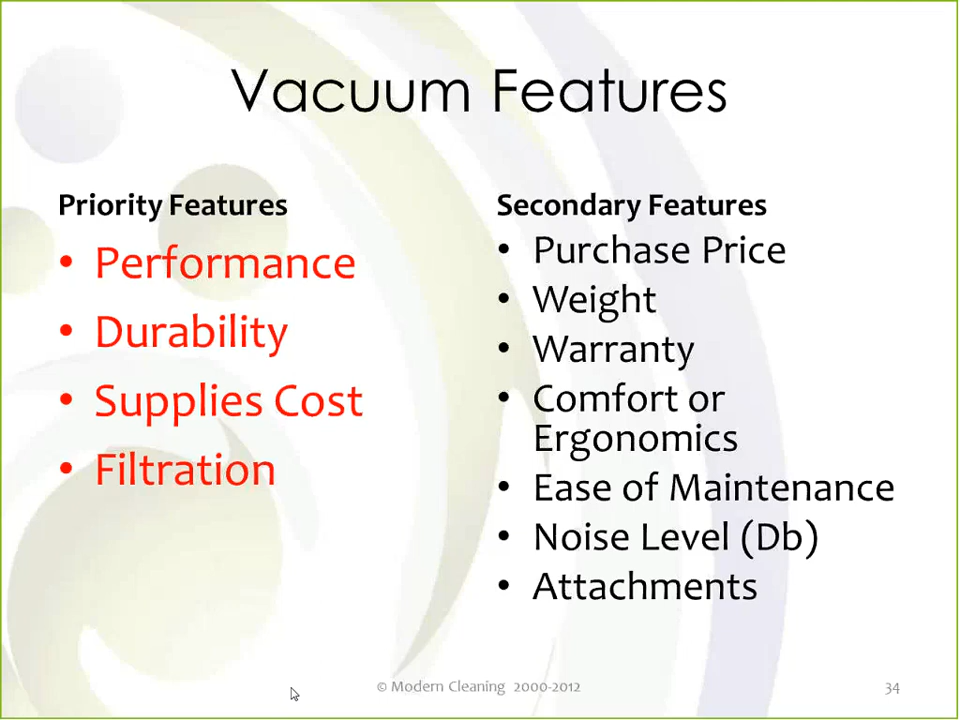 Vacuum Features
Priority Features
• Performance
• Durability
• Supplies Cost
• Filtration
Secondary Features
• Purchase Price
• Weight
• Warranty
• Comfort or
Ergonomics
• Ease of Maintenance
• Noise Level (Db)
• Attachments
© Modern Cleaning 2000-2012
34